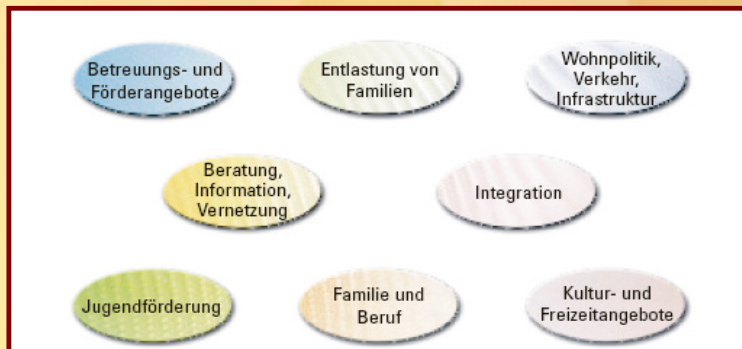 Betreuungs- und
Förderangebote
Entlastung von
Familien
Wohnpolitik,
Verkehr,
Infrastruktur
Beratung,
Information,
Vernetzung
Integration
Jugendförderung
Familie und
Beruf
Kultur- und
Freizeitangebote